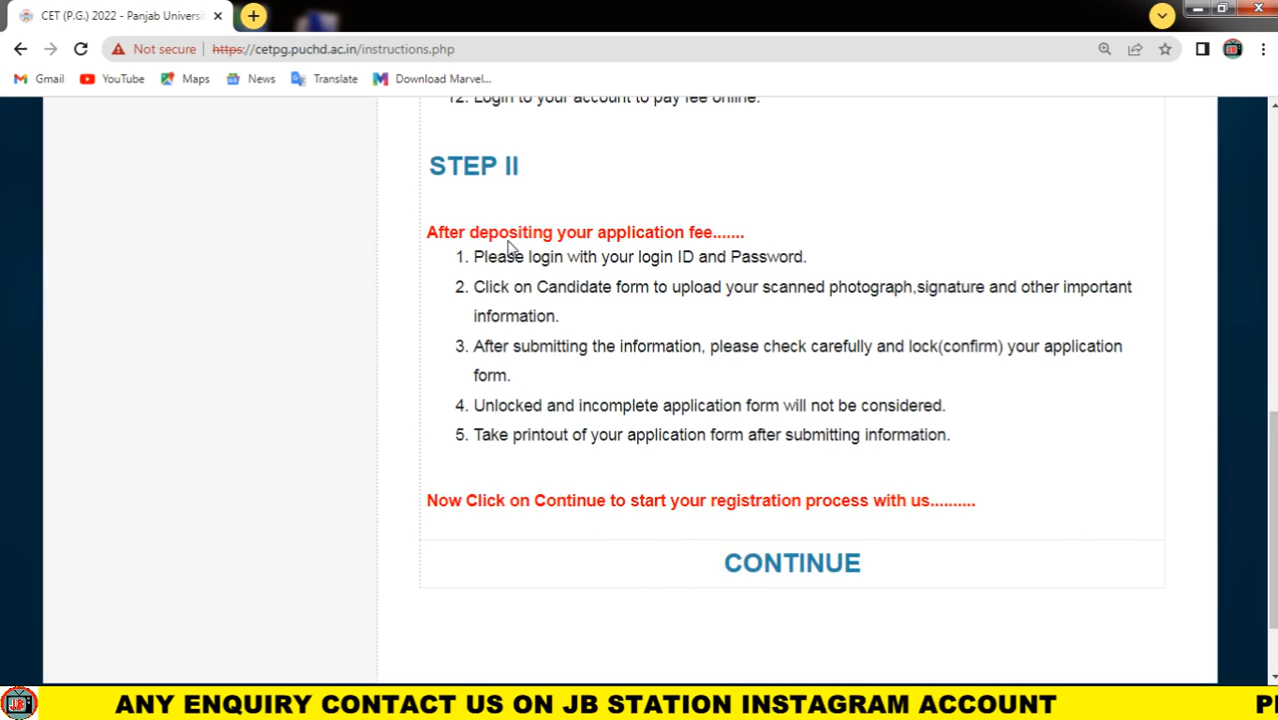 CET (P.G.) 2022 - Panjab Universi
Not secure https://cetpg.puchd.ac.in/instructions.php
Gmail YouTube Maps News Translate Download Marvel...
12. Login to your account to pay fee online.
STEP II
After depositing your application fee.......
1. Please login with your login ID and Password.
2. Click on Candidate form to upload your scanned photograph,signature and other important
information.
3. After submitting the information, please check carefully and lock(confirm) your application
form.
4. Unlocked and incomplete application form will not be considered.
5. Take printout of your application form after submitting information.
Now Click on Continue to start your registration process with us..........
CONTINUE
JB ANY ENQUIRY CONTACT US ON JB STATION INSTAGRAM ACCOUNT